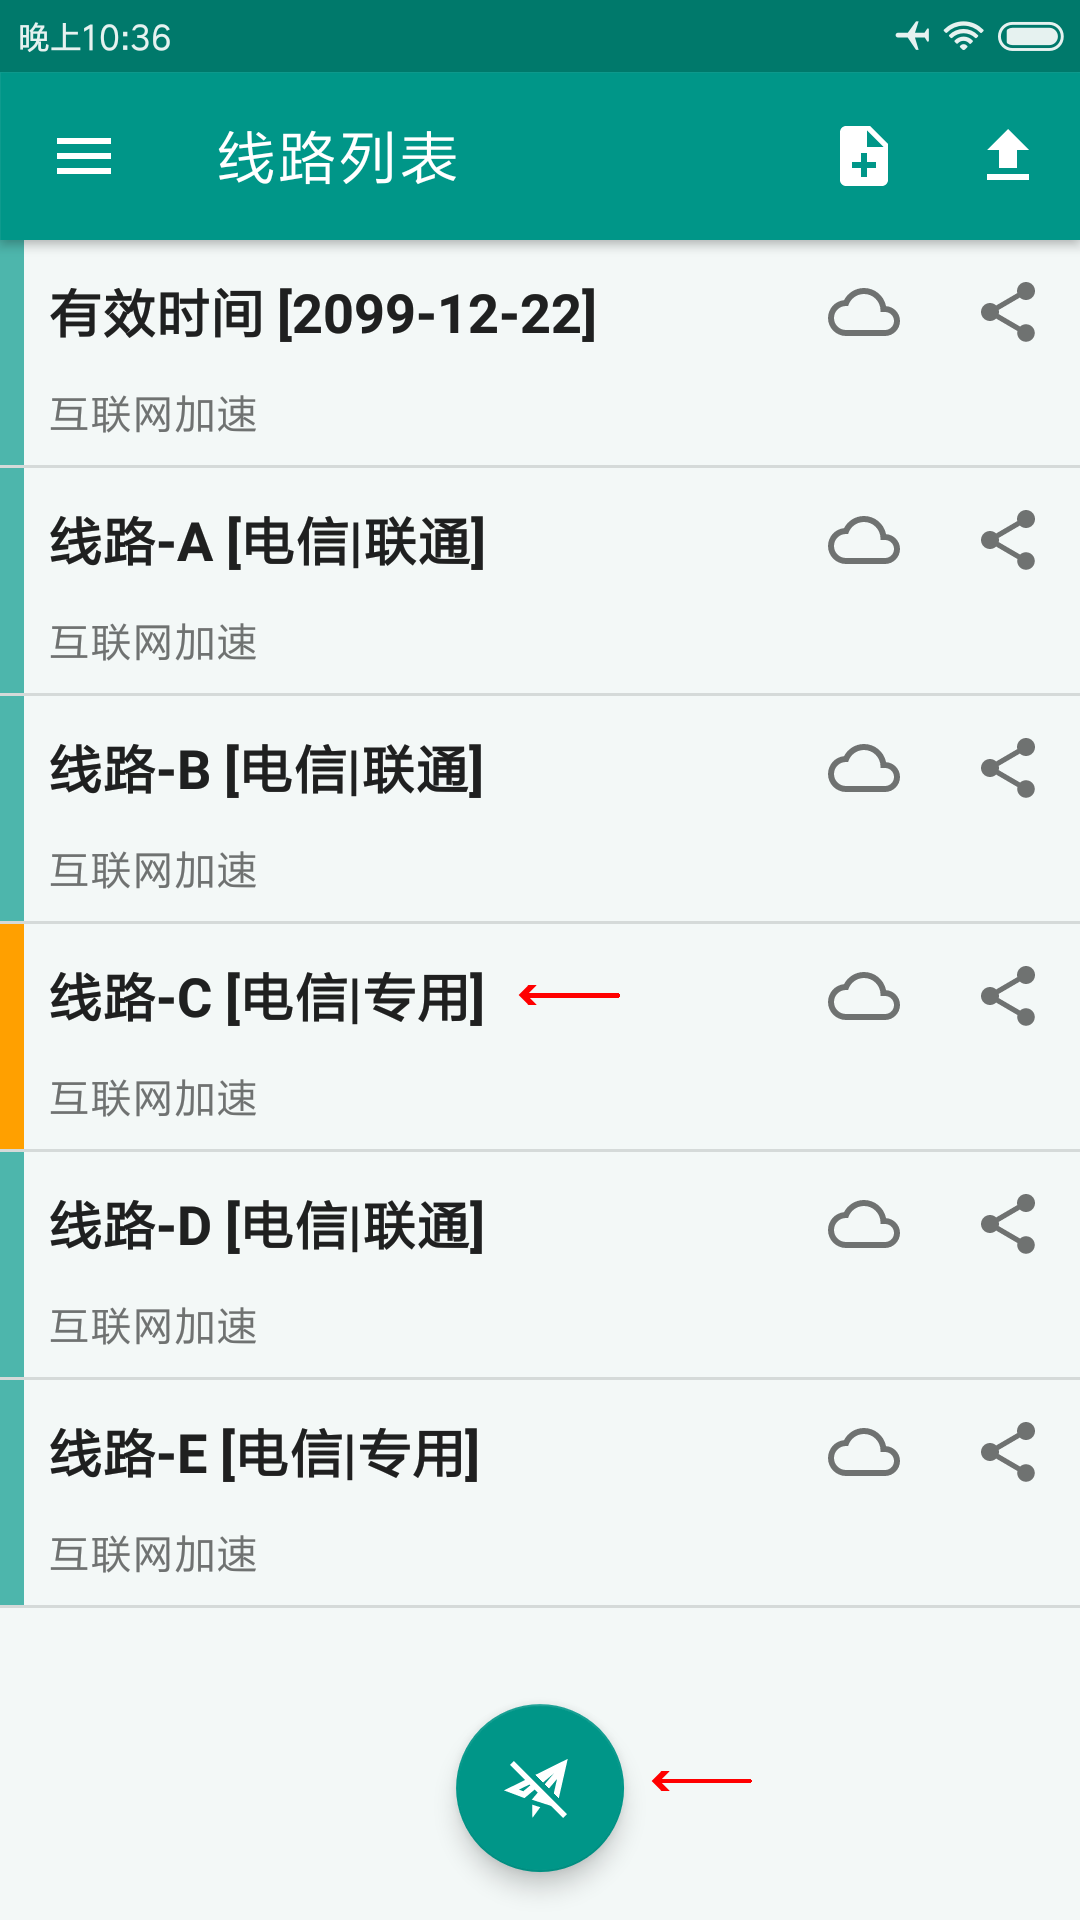 晚上10:36
线路列表
有效时间 [2099-12-22]
互联网加速
线路-A [电信|联通]
互联网加速
线路-B [电信|联通]
互联网加速
线路-C [电信|专用]
互联网加速
线路-D [电信|联通]
互联网加速
线路-E [电信|专用]
互联网加速